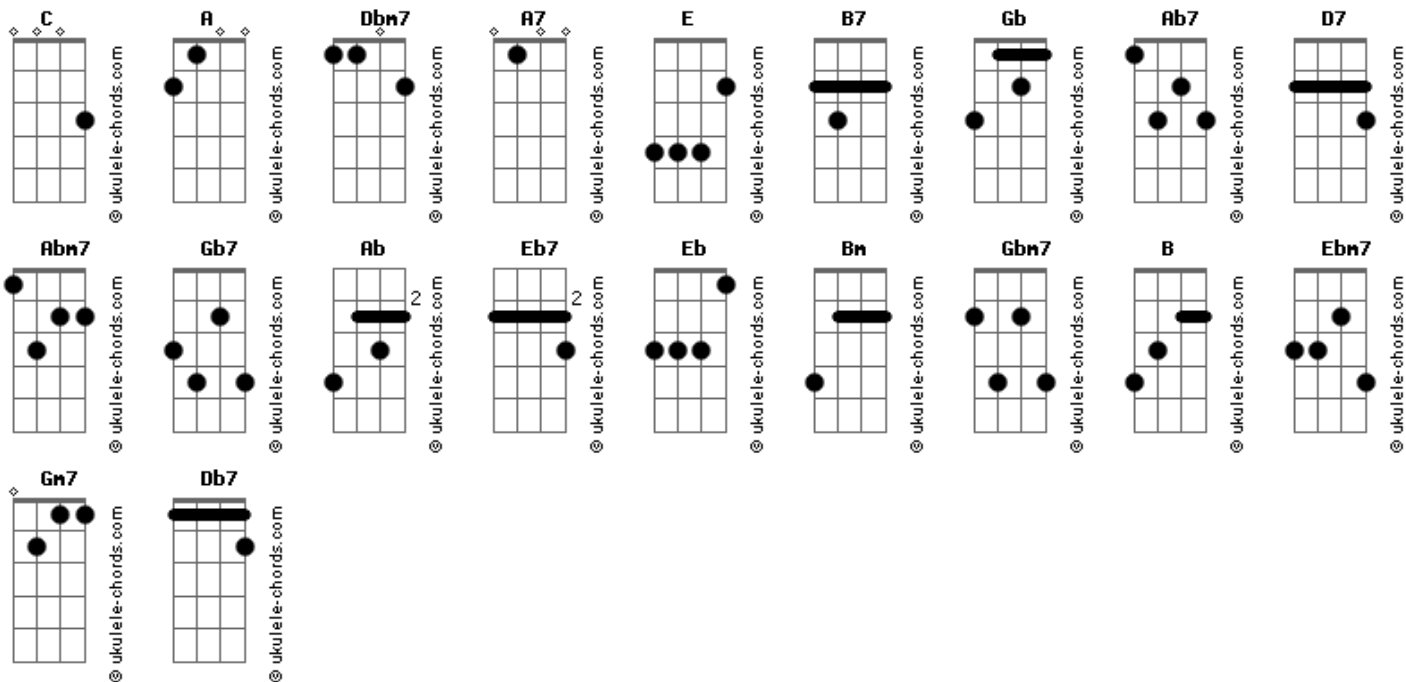 C A Dbm7 A7 E B7 Gb Ab7 D7
© ukulele-chords.com © ukulele-chords.com © ukulele-chords.com © ukulele-chords.com © ukulele-chords.com © ukulele-chords.com © ukulele-chords.com © ukulele-chords.com © ukulele-chords.com
Abm7 Gb7 Ab Eb7 Eb Bm Gbm7 B Ebm7
2 2
© ukulele-chords.com © ukulele-chords.com © ukulele-chords.com © ukulele-chords.com © ukulele-chords.com © ukulele-chords.com © ukulele-chords.com © ukulele-chords.com © ukulele-chords.com
Gm7 Db7
© ukulele-chords.com © ukulele-chords.com